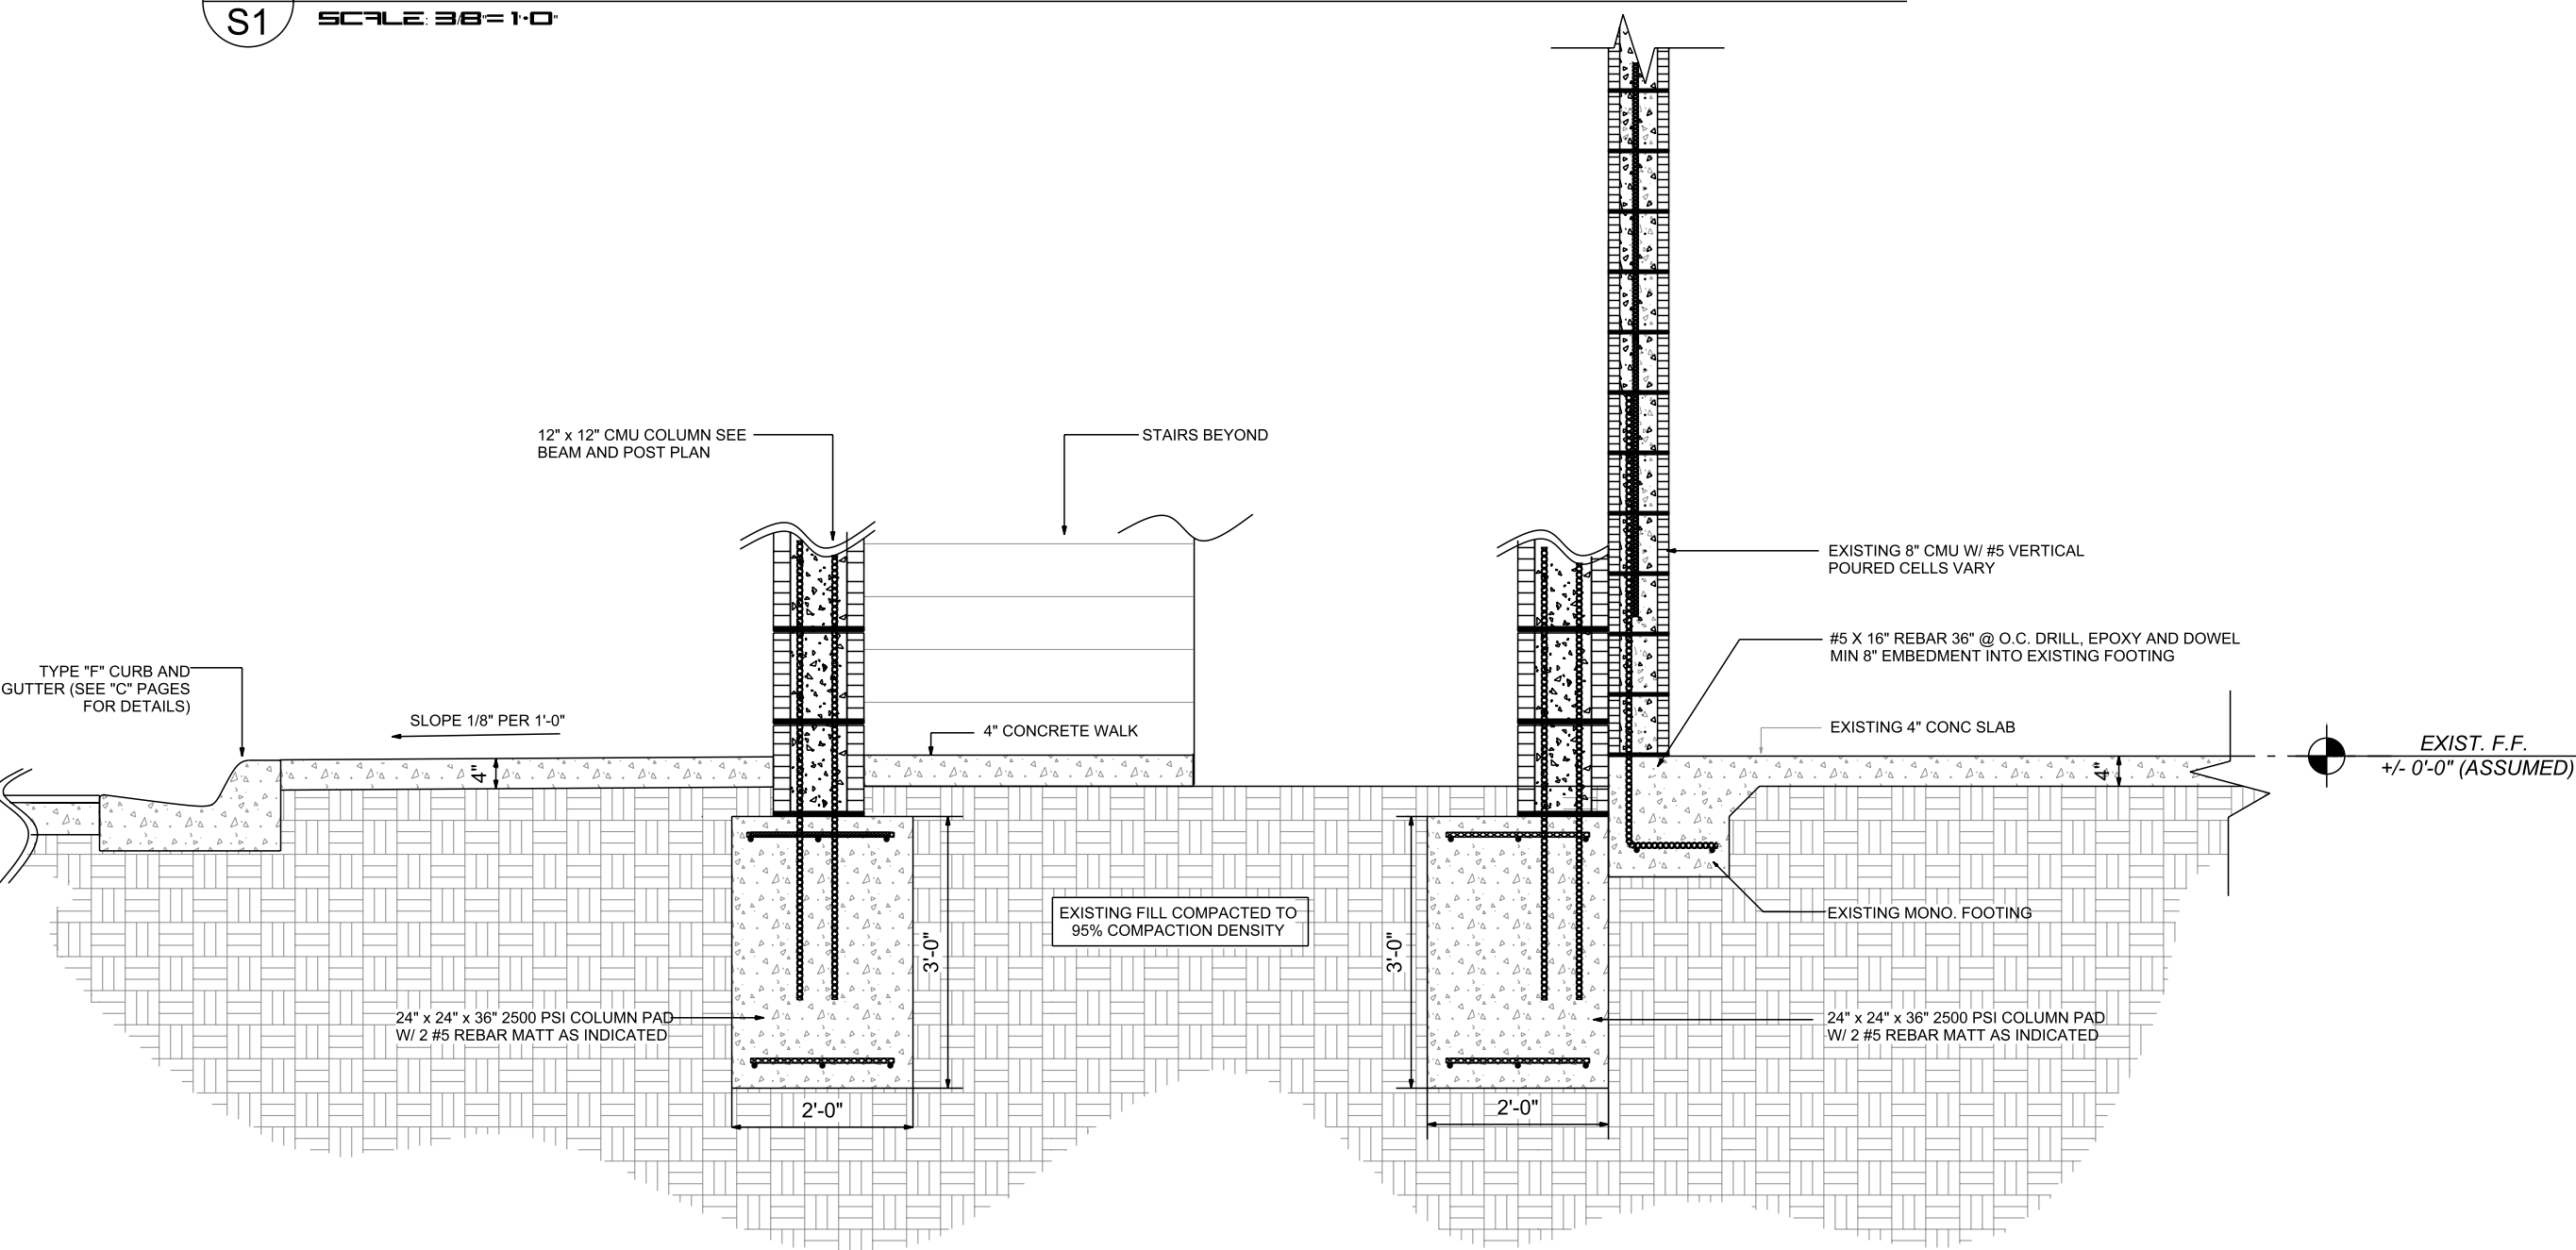 S1
SCALE: 3/8"= 1'-0"
12" x 12" CMU COLUMN SEE
BEAM AND POST PLAN
STAIRS BEYOND
EXISTING 8" CMU W/ #5 VERTICAL
POURED CELLS VARY
#5 X 16" REBAR 36" @ O.C. DRILL, EPOXY AND DOWEL
MIN 8" EMBEDMENT INTO EXISTING FOOTING
TYPE "F" CURB AND
GUTTER (SEE "C" PAGES
FOR DETAILS)
SLOPE 1/8" PER 1'-0"
4" CONCRETE WALK
EXISTING 4" CONC SLAB
EXIST. F.F.
+/- 0'-0" (ASSUMED)
4"
4"
EXISTING FILL COMPACTED TO
95% COMPACTION DENSITY
EXISTING MONO. FOOTING
3'-0"
3'-0"
24" x 24" x 36" 2500 PSI COLUMN PAD
W/ 2 #5 REBAR MATT AS INDICATED
24" x 24" x 36" 2500 PSI COLUMN PAD
W/ 2 #5 REBAR MATT AS INDICATED
2'-0"
2'-0"